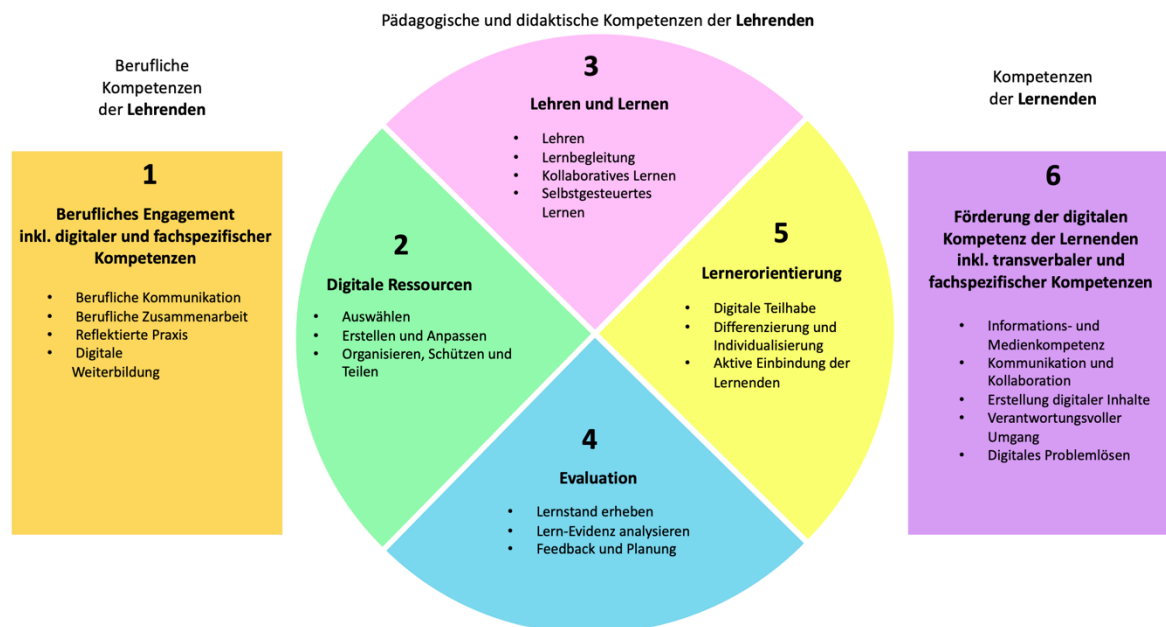 Pädagogische und didaktische Kompetenzen der Lehrenden
Berufliche
Kompetenzen
der Lehrenden
1
Berufliches Engagement
inkl. digitaler und fachspezifischer
Kompetenzen
• Berufliche Kommunikation
• Berufliche Zusammenarbeit
• Reflektierte Praxis
• Digitale
Weiterbildung
2
Digitale Ressourcen
• Auswählen
• Erstellen und Anpassen
• Organisieren, Schützen und
Teilen
3
Lehren und Lernen
• Lehren
• Lernbegleitung
• Kollaboratives Lernen
• Selbstgesteuertes
Lernen
4
Evaluation
• Lernstand erheben
• Lern-Evidenz analysieren
• Feedback und Planung
5
Lernerorientierung
• Digitale Teilhabe
• Differenzierung und
Individualisierung
• Aktive Einbindung der
Lernenden
Kompetenzen
der Lernenden
6
Förderung der digitalen
Kompetenz der Lernenden
inkl. transverbaler und
fachspezifischer Kompetenzen
• Informations- und
Medienkompetenz
• Kommunikation und
Kollaboration
• Erstellung digitaler Inhalte
• Verantwortungsvoller
Umgang
• Digitales Problemlösen